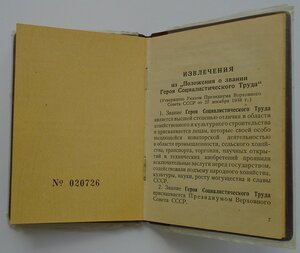 № 020726
ИЗВЛЕЧЕНИЯ
из „Положения о звании
Героя Социалистического Труда"
(Утверждено Указом Президиума Верховного
Совета СССР от 27 декабря 1938 г.)
1. Звание Героя Социалистического Труда
является высшей степенью отличия в области
хозяйственного и культурного строительства
и присваивается лицам, которые своей особо
выдающейся новаторской деятельностью
в области промышленности, сельского хозяй-
ства, транспорта, торговли, научных открытий
и технических изобретений проявили
исключительные заслуги перед государством,
содействовали подъему народного хозяйства,
культуры, науки, росту могущества и славы
СССР.
2. Звание Героя Социалистического Труда
присваивается Президиумом Верховного
Совета СССР.
7